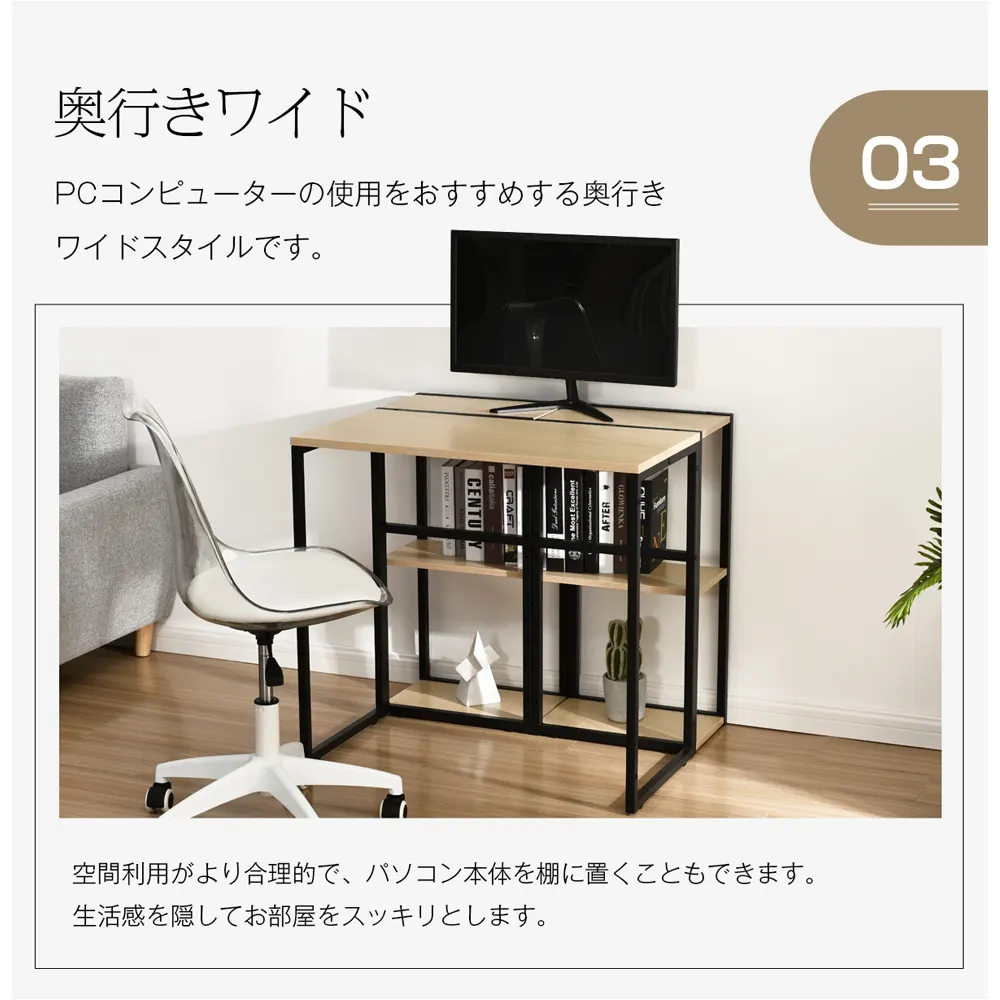 奥行きワイド
03
PCコンピューターの使用をおすすめする奥行き
ワイドスタイルです。
CENTURY
callatala
CRAFT
the Most Excellent
AFTER
GLOWIENKA
空間利用がより合理的で、パソコン本体を棚に置くこともできます。
生活感を隠してお部屋をスッキリとします。